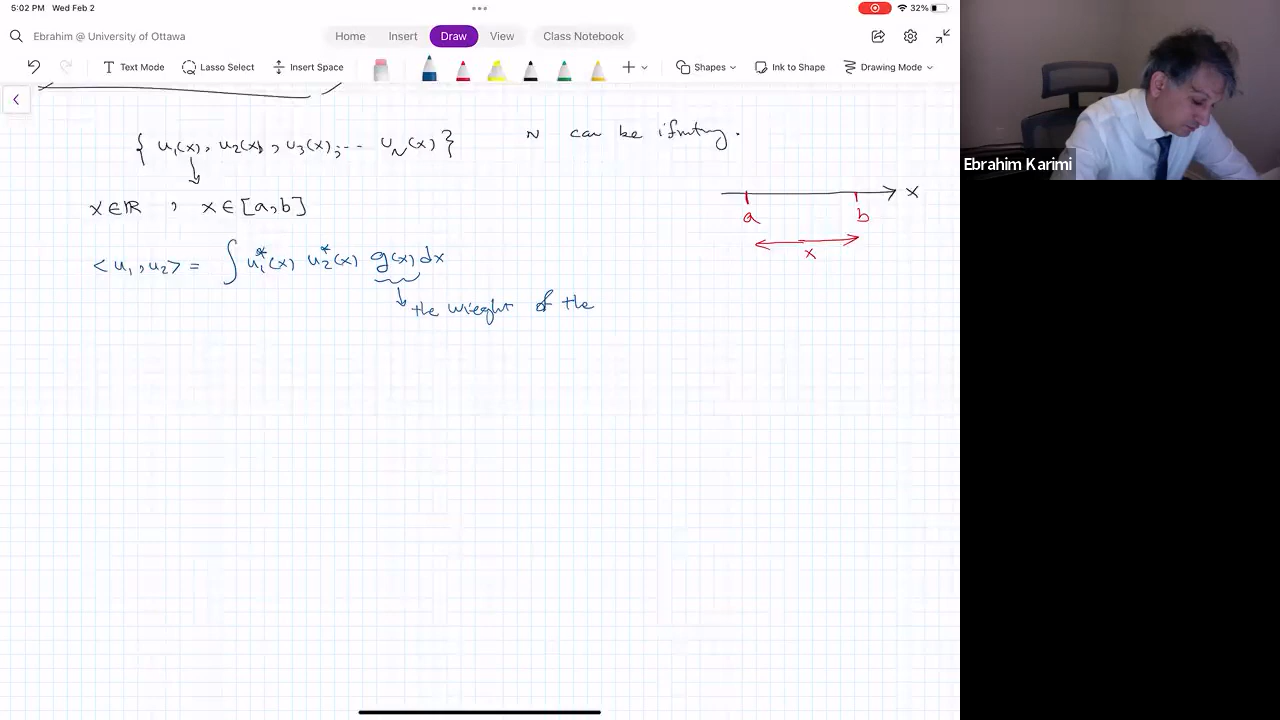 5:02 PM Wed Feb 2
32%
Ebrahim @ University of Ottawa
Home Insert Draw View Class Notebook
Text Mode Lasso Select Insert Space Shapes Ink to Shape Drawing Mode
{ u₁(x), u₂(x), u₃(x), ... u_N(x) } N can be ifinting.
x∈ℝ , x∈[a,b]
x
a b
x
<u₁,u₂> = ∫ u₁*(x) u₂*(x) g(x) dx
the wieght of the
Ebrahim Karimi